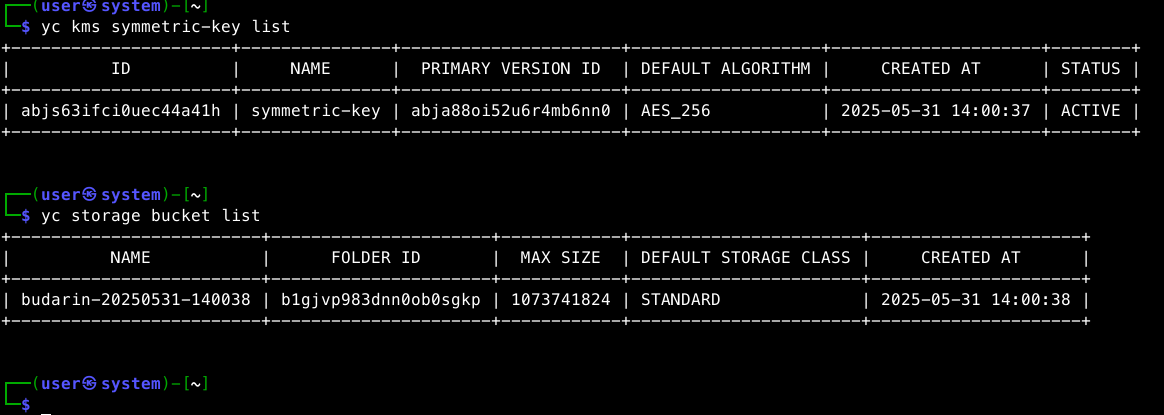 ┌──(user㉿system)-[~]
└─$ yc kms symmetric-key list
+----------------------+---------------+----------------------+-------------------+---------------------+--------+
|          ID          |     NAME      |  PRIMARY VERSION ID  | DEFAULT ALGORITHM |     CREATED AT      | STATUS |
+----------------------+---------------+----------------------+-------------------+---------------------+--------+
| abjs63ifci0uec44a41h | symmetric-key | abja88oi52u6r4mb6nn0 | AES_256           | 2025-05-31 14:00:37 | ACTIVE |
+----------------------+---------------+----------------------+-------------------+---------------------+--------+
┌──(user㉿system)-[~]
└─$ yc storage bucket list
+-------------------------+----------------------+------------+-----------------------+---------------------+
|          NAME           |      FOLDER ID       |  MAX SIZE  | DEFAULT STORAGE CLASS |     CREATED AT      |
+-------------------------+----------------------+------------+-----------------------+---------------------+
| budarin-20250531-140038 | b1gjvp983dnn0ob0sgkp | 1073741824 | STANDARD              | 2025-05-31 14:00:38 |
+-------------------------+----------------------+------------+-----------------------+---------------------+
┌──(user㉿system)-[~]
└─$